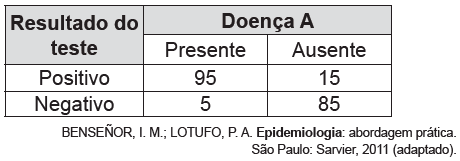 Resultado do teste Doença A
Presente Ausente
Positivo 95 15
Negativo 5 85
BENSEÑOR, I. M.; LOTUFO, P. A. Epidemiologia: abordagem prática.
São Paulo: Sarvier, 2011 (adaptado).